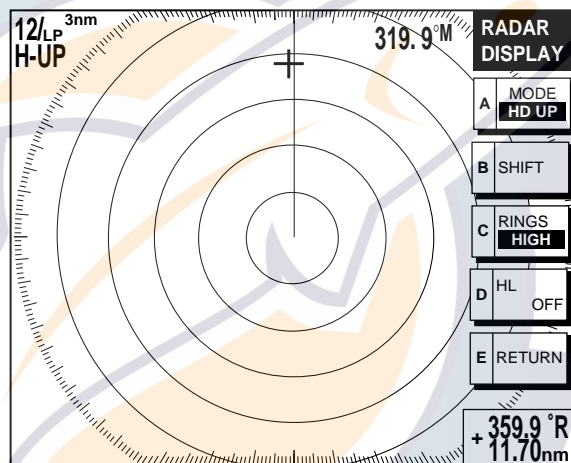 12/LP 3nm
H-UP
319.9°M
RADAR
DISPLAY
A MODE
HD UP
B SHIFT
C RINGS
HIGH
D HL
OFF
E RETURN
+ 359.9 °R
11.70nm